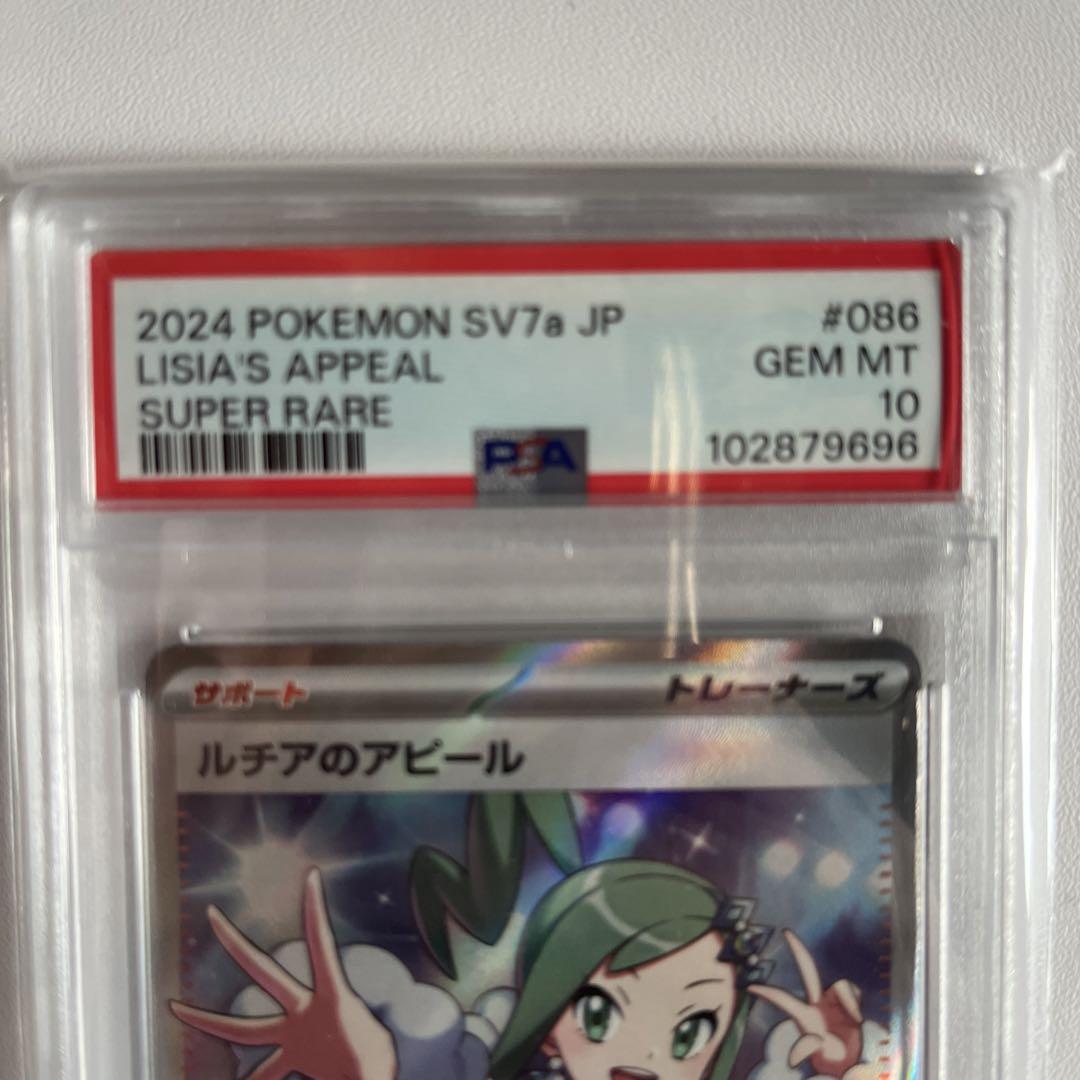 2024 POKEMON SV7a JP #086
LISIA'S APPEAL GEM MT
SUPER RARE 10
PSA 102879696
サポート トレーナーズ
ルチアのアピール